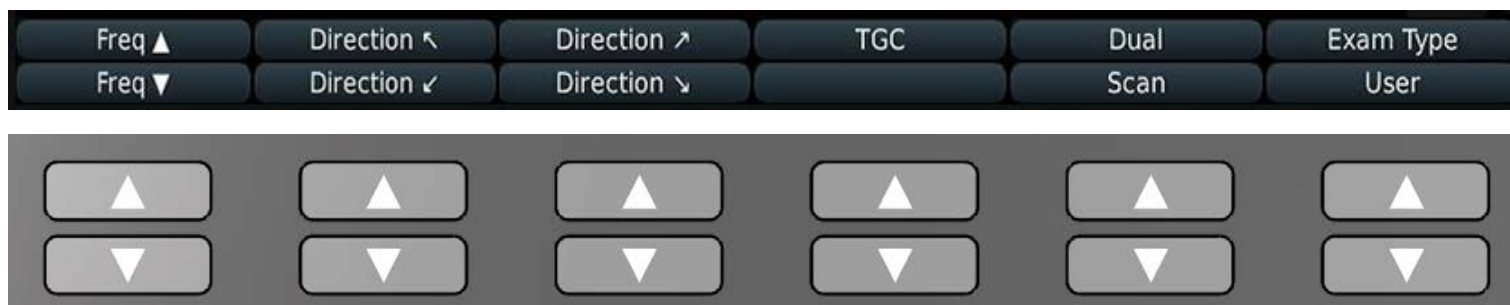 Freq ▲ Direction ↖ Direction ↗ TGC Dual Exam Type
Freq ▼ Direction ↙ Direction ↘ Scan User